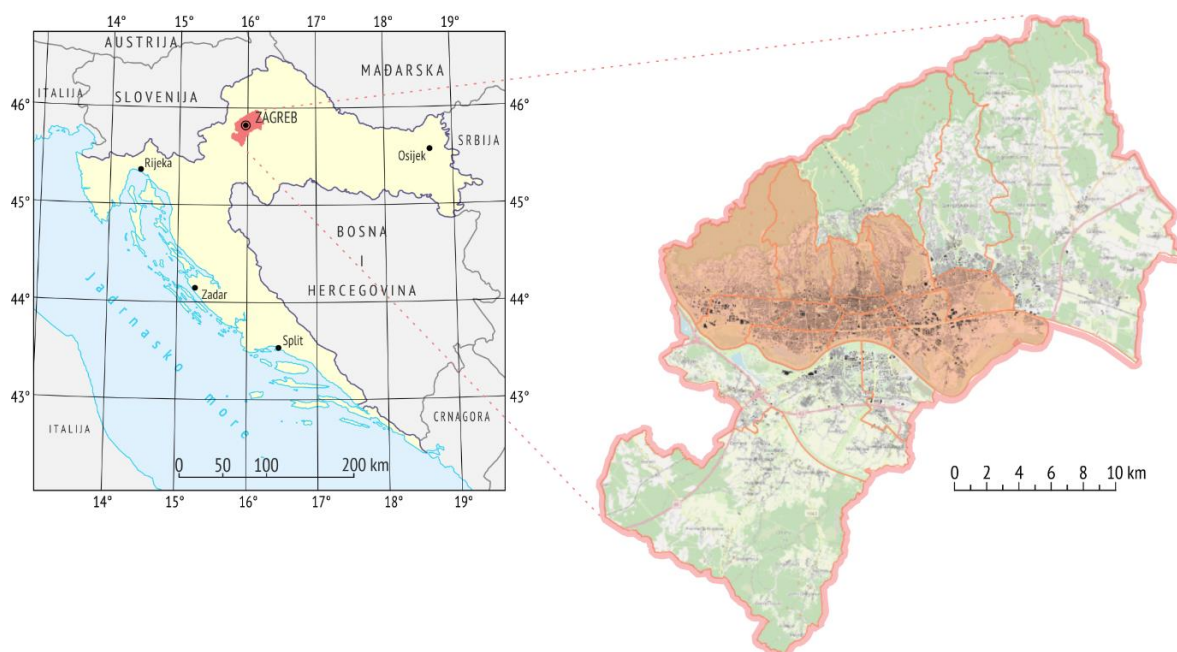 14° 15° 16° 17° 18° 19°
AUSTRIJA
MAĐARSKA
ITALIJA
SLOVENIJA
46° 46°
ZAGREB
SRBIJA
Osijek
Rijeka
45° 45°
BOSNA
I
HERCEGOVINA
44° 44°
Zadar
Jadransko more
Split
43° 43°
CRNAGORA
ITALIJA
0 50 100 200 km
14° 15° 16° 17° 18° 19°
0 2 4 6 8 10 km